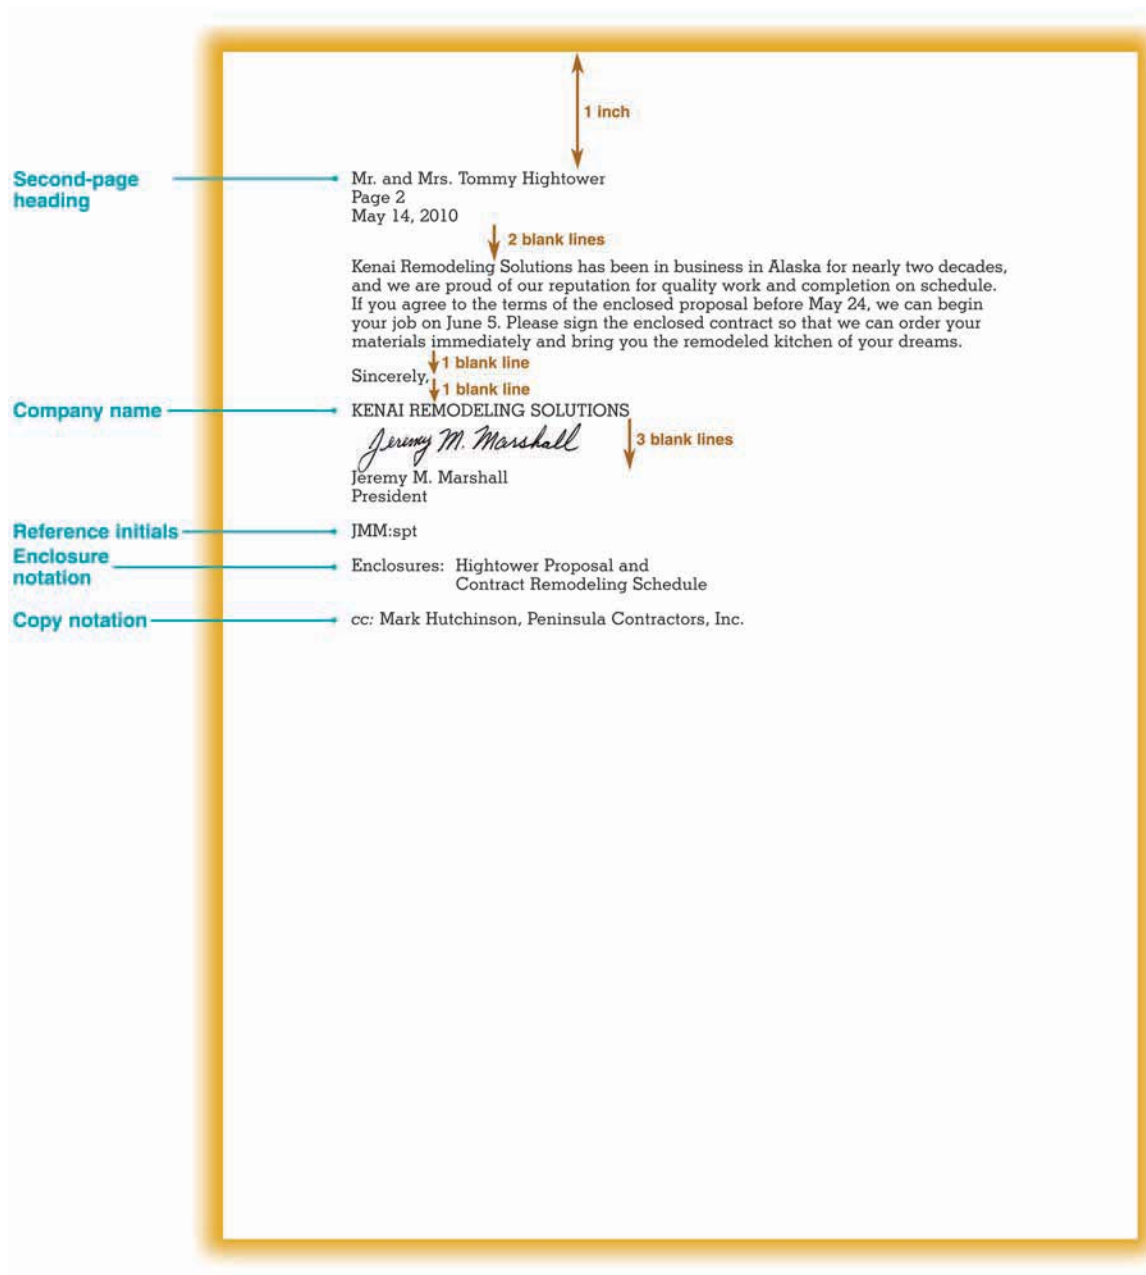 1 inch
Second-page
heading
Mr. and Mrs. Tommy Hightower
Page 2
May 14, 2010
2 blank lines
Kenai Remodeling Solutions has been in business in Alaska for nearly two decades,
and we are proud of our reputation for quality work and completion on schedule.
If you agree to the terms of the enclosed proposal before May 24, we can begin
your job on June 5. Please sign the enclosed contract so that we can order your
materials immediately and bring you the remodeled kitchen of your dreams.
1 blank line
Sincerely,
1 blank line
Company name
KENAI REMODELING SOLUTIONS
Jeremy M. Marshall
3 blank lines
Jeremy M. Marshall
President
Reference initials
JMM:spt
Enclosure
notation
Enclosures: Hightower Proposal and
Contract Remodeling Schedule
Copy notation
cc: Mark Hutchinson, Peninsula Contractors, Inc.